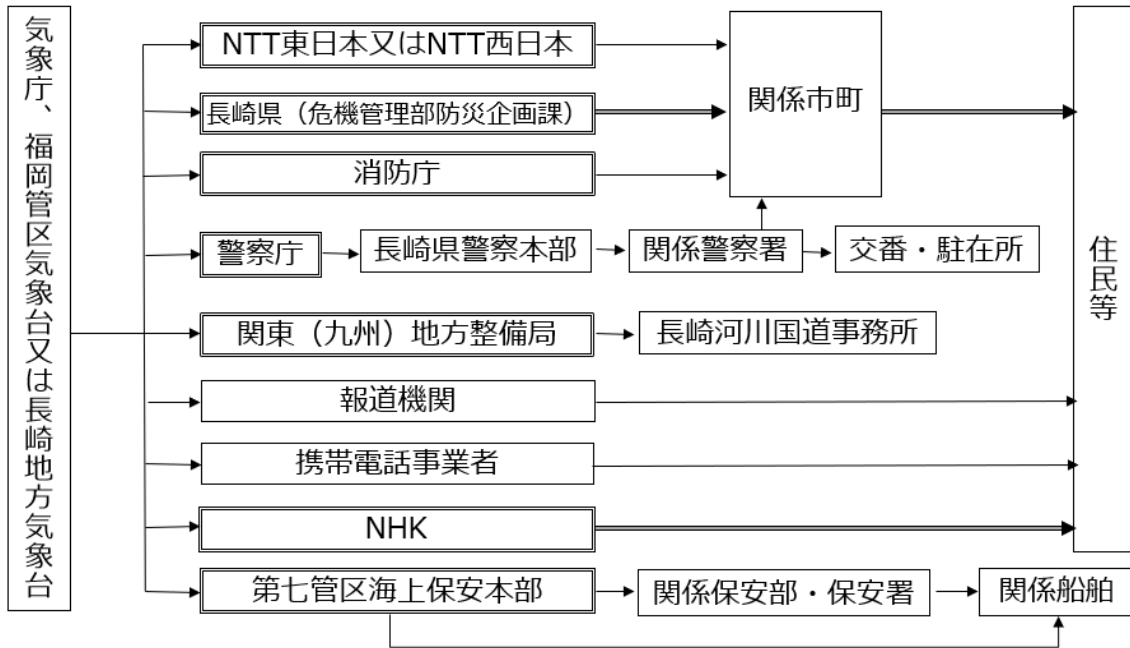 気象庁、福岡管区気象台又は長崎地方気象台
NTT東日本又はNTT西日本
長崎県（危機管理部防災企画課）
消防庁
関係市町
警察庁
長崎県警察本部
関係警察署
交番・駐在所
関東（九州）地方整備局
長崎河川国道事務所
報道機関
携帯電話事業者
NHK
住民等
第七管区海上保安本部
関係保安部・保安署
関係船舶